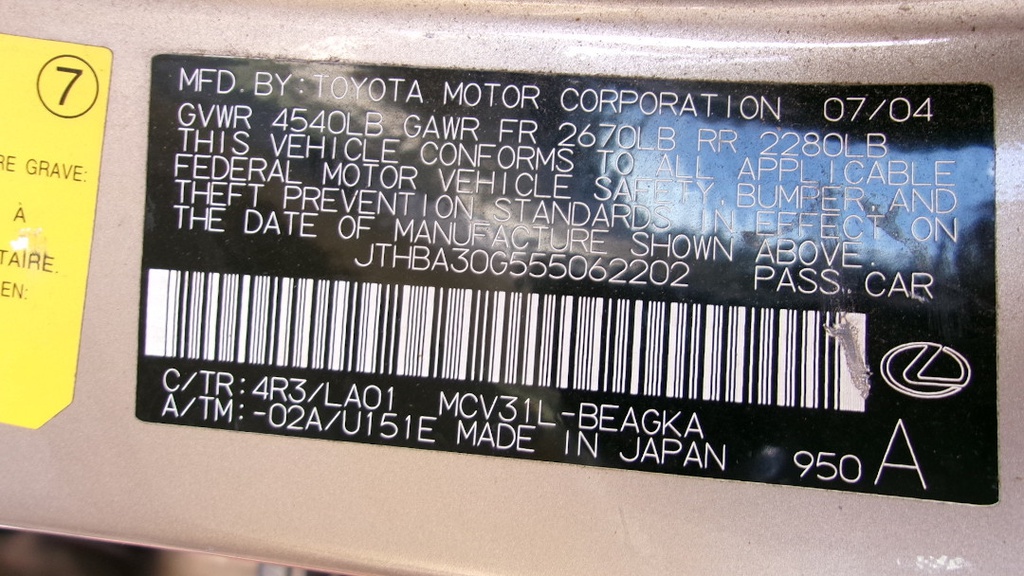 7
RE GRAVE:
À
TAIRE.
EN:
MFD. BY: TOYOTA MOTOR CORPORATION 07/04
GVWR 4540LB GAWR FR 2670LB RR 2280LB
THIS VEHICLE CONFORMS TO ALL APPLICABLE
FEDERAL MOTOR VEHICLE SAFETY, BUMPER, AND
THEFT PREVENTION STANDARDS IN EFFECT ON
THE DATE OF MANUFACTURE SHOWN ABOVE.
JTHBA30G555062202 PASS. CAR
C/TR: 4R3/LA01 MCV31L-BEAGKA
A/TM: -02A/U151E MADE IN JAPAN 950 A